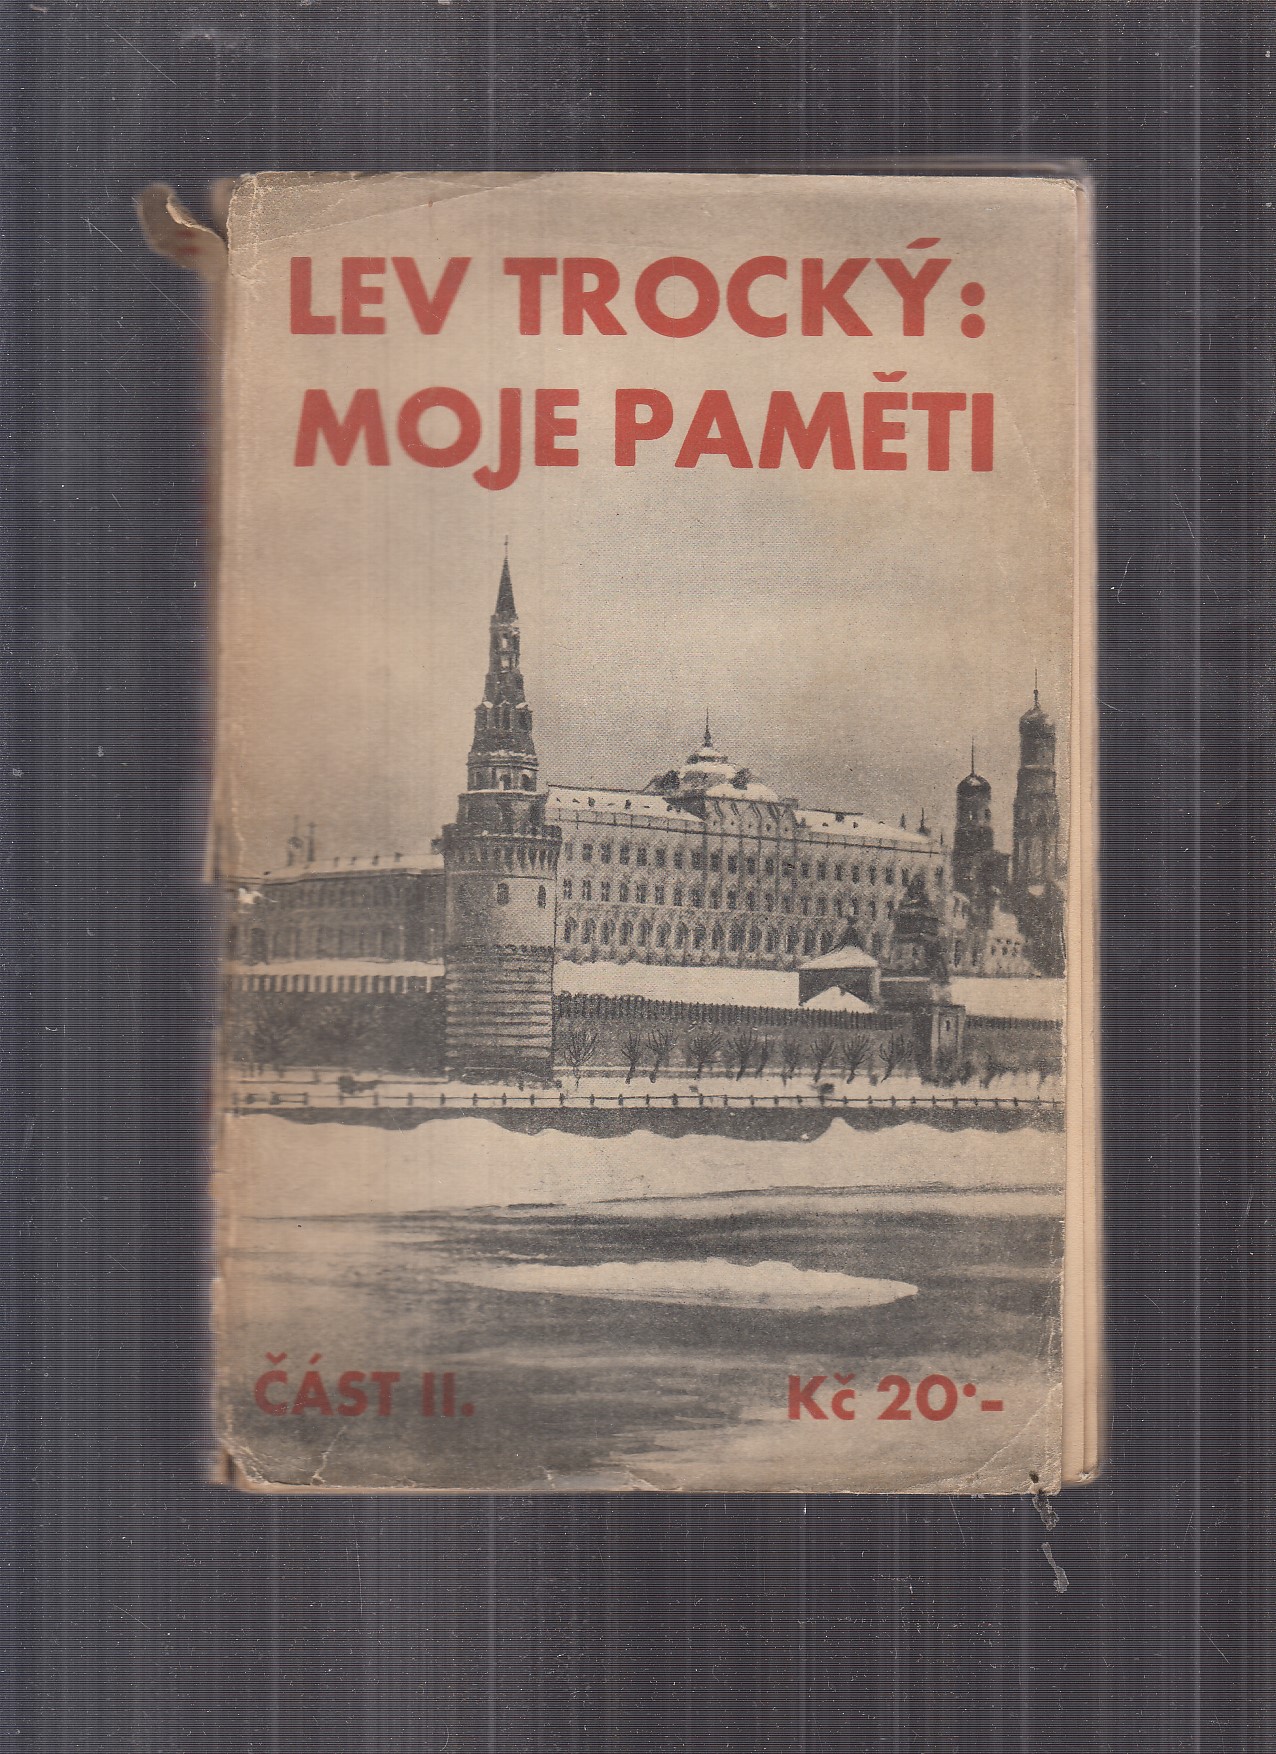 LEV TROCKÝ:
MOJE PAMĚTI
ČÁST II.
Kč 20·-